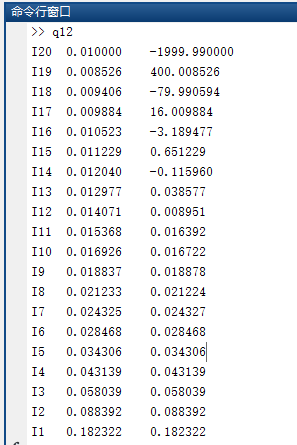 命令行窗口
>> q12
I20 0.010000 -1999.990000
I19 0.008526 400.008526
I18 0.009406 -79.990594
I17 0.009884 16.009884
I16 0.010523 -3.189477
I15 0.011229 0.651229
I14 0.012040 -0.115960
I13 0.012977 0.038577
I12 0.014071 0.008951
I11 0.015368 0.016392
I10 0.016926 0.016722
I9 0.018837 0.018878
I8 0.021233 0.021224
I7 0.024325 0.024327
I6 0.028468 0.028468
I5 0.034306 0.034306
I4 0.043139 0.043139
I3 0.058039 0.058039
I2 0.088392 0.088392
I1 0.182322 0.182322